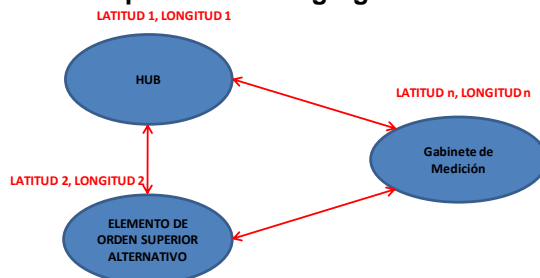 LATITUD 1, LONGITUD 1
HUB
LATITUD n, LONGITUD n
Gabinete de
Medición
LATITUD 2, LONGITUD 2
ELEMENTO DE
ORDEN SUPERIOR
ALTERNATIVO